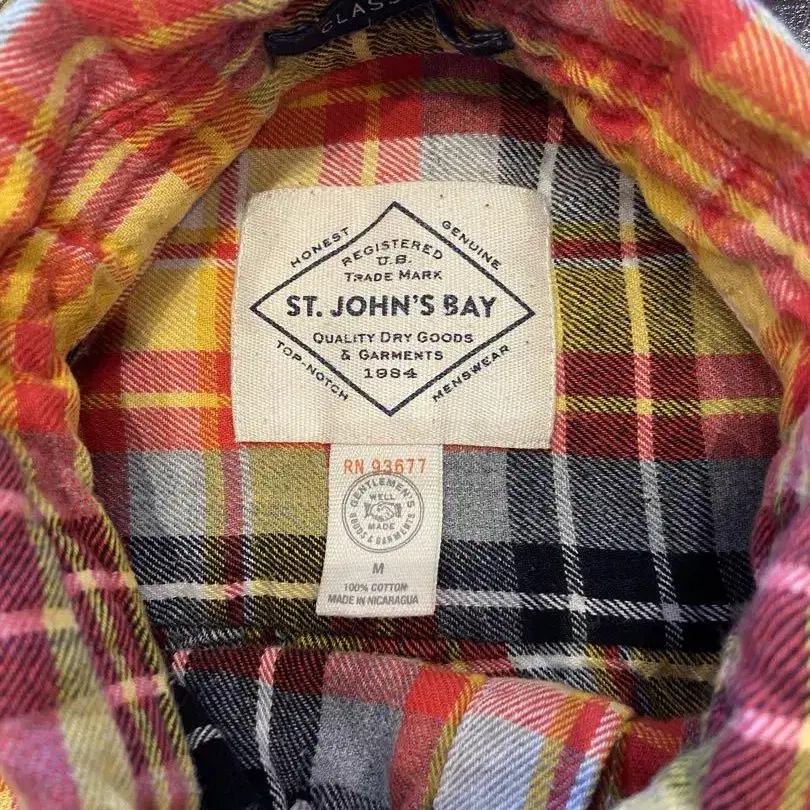 CLASS
HONEST
GENUINE
REGISTERED
U.S.
TRADE MARK
ST. JOHN'S BAY
QUALITY DRY GOODS
& GARMENTS
1984
TOP-NOTCH
MENSWEAR
RN 93677
GENTLEMEN'S
WELL
MADE
GOODS & GARMENTS
M
100% COTTON
MADE IN NICARAGUA